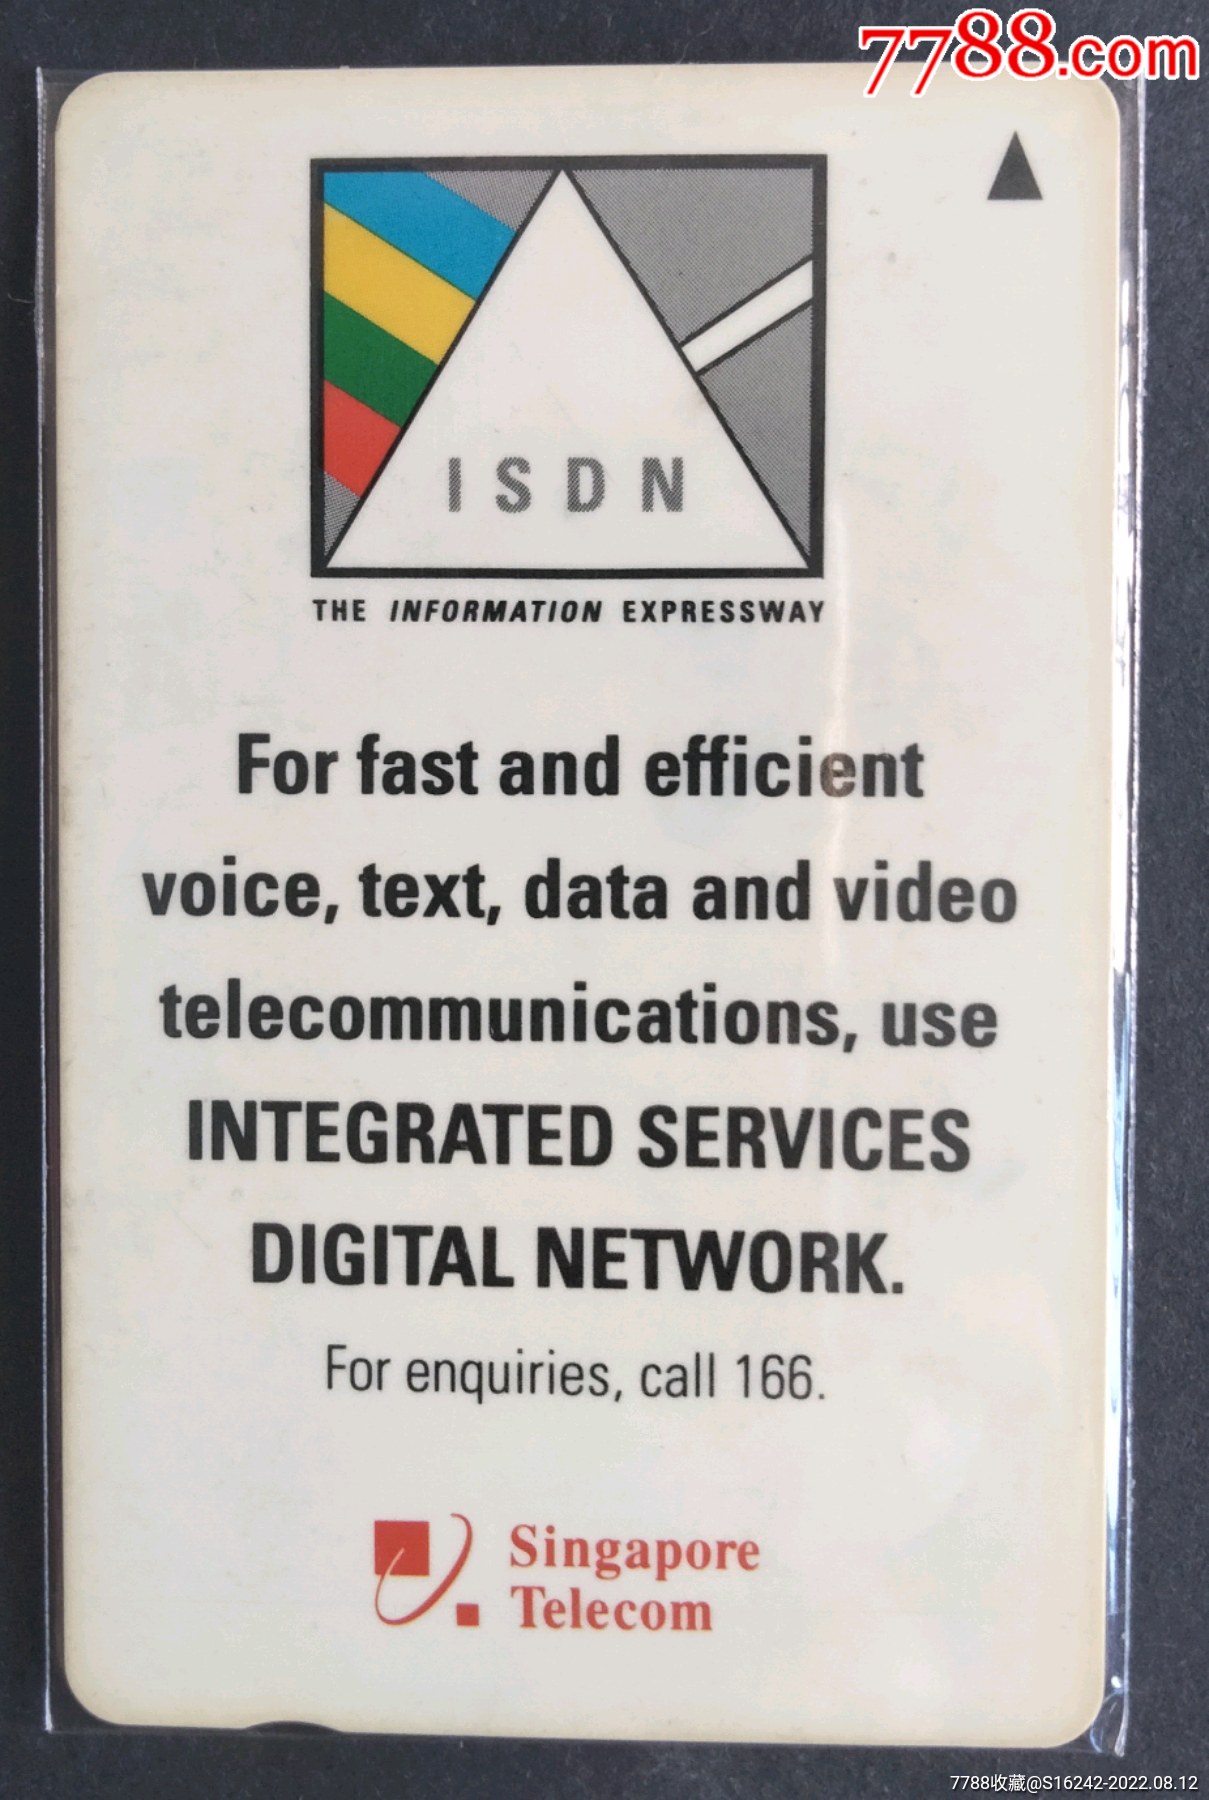 7788.com
ISDN
THE INFORMATION EXPRESSWAY
For fast and efficient
voice, text, data and video
telecommunications, use
INTEGRATED SERVICES
DIGITAL NETWORK.
For enquiries, call 166.
Singapore
Telecom
7788收藏@S16242-2022.08.12